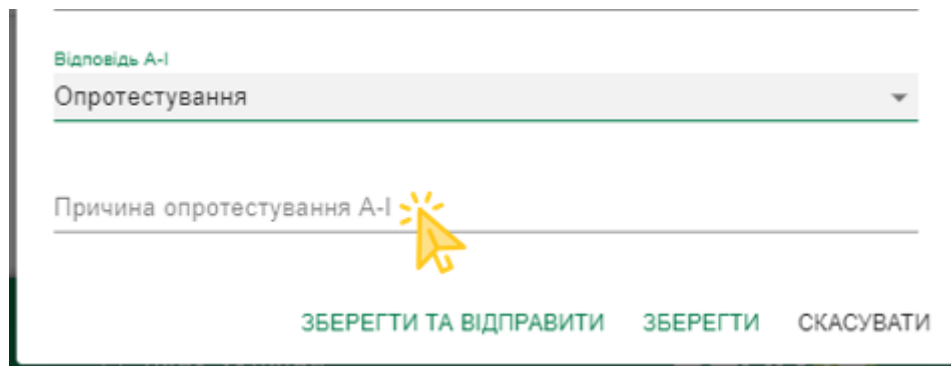 Відповідь А-І
Опротестування
Причина опротестування А-І
ЗБЕРЕГТИ ТА ВІДПРАВИТИ ЗБЕРЕГТИ СКАСУВАТИ